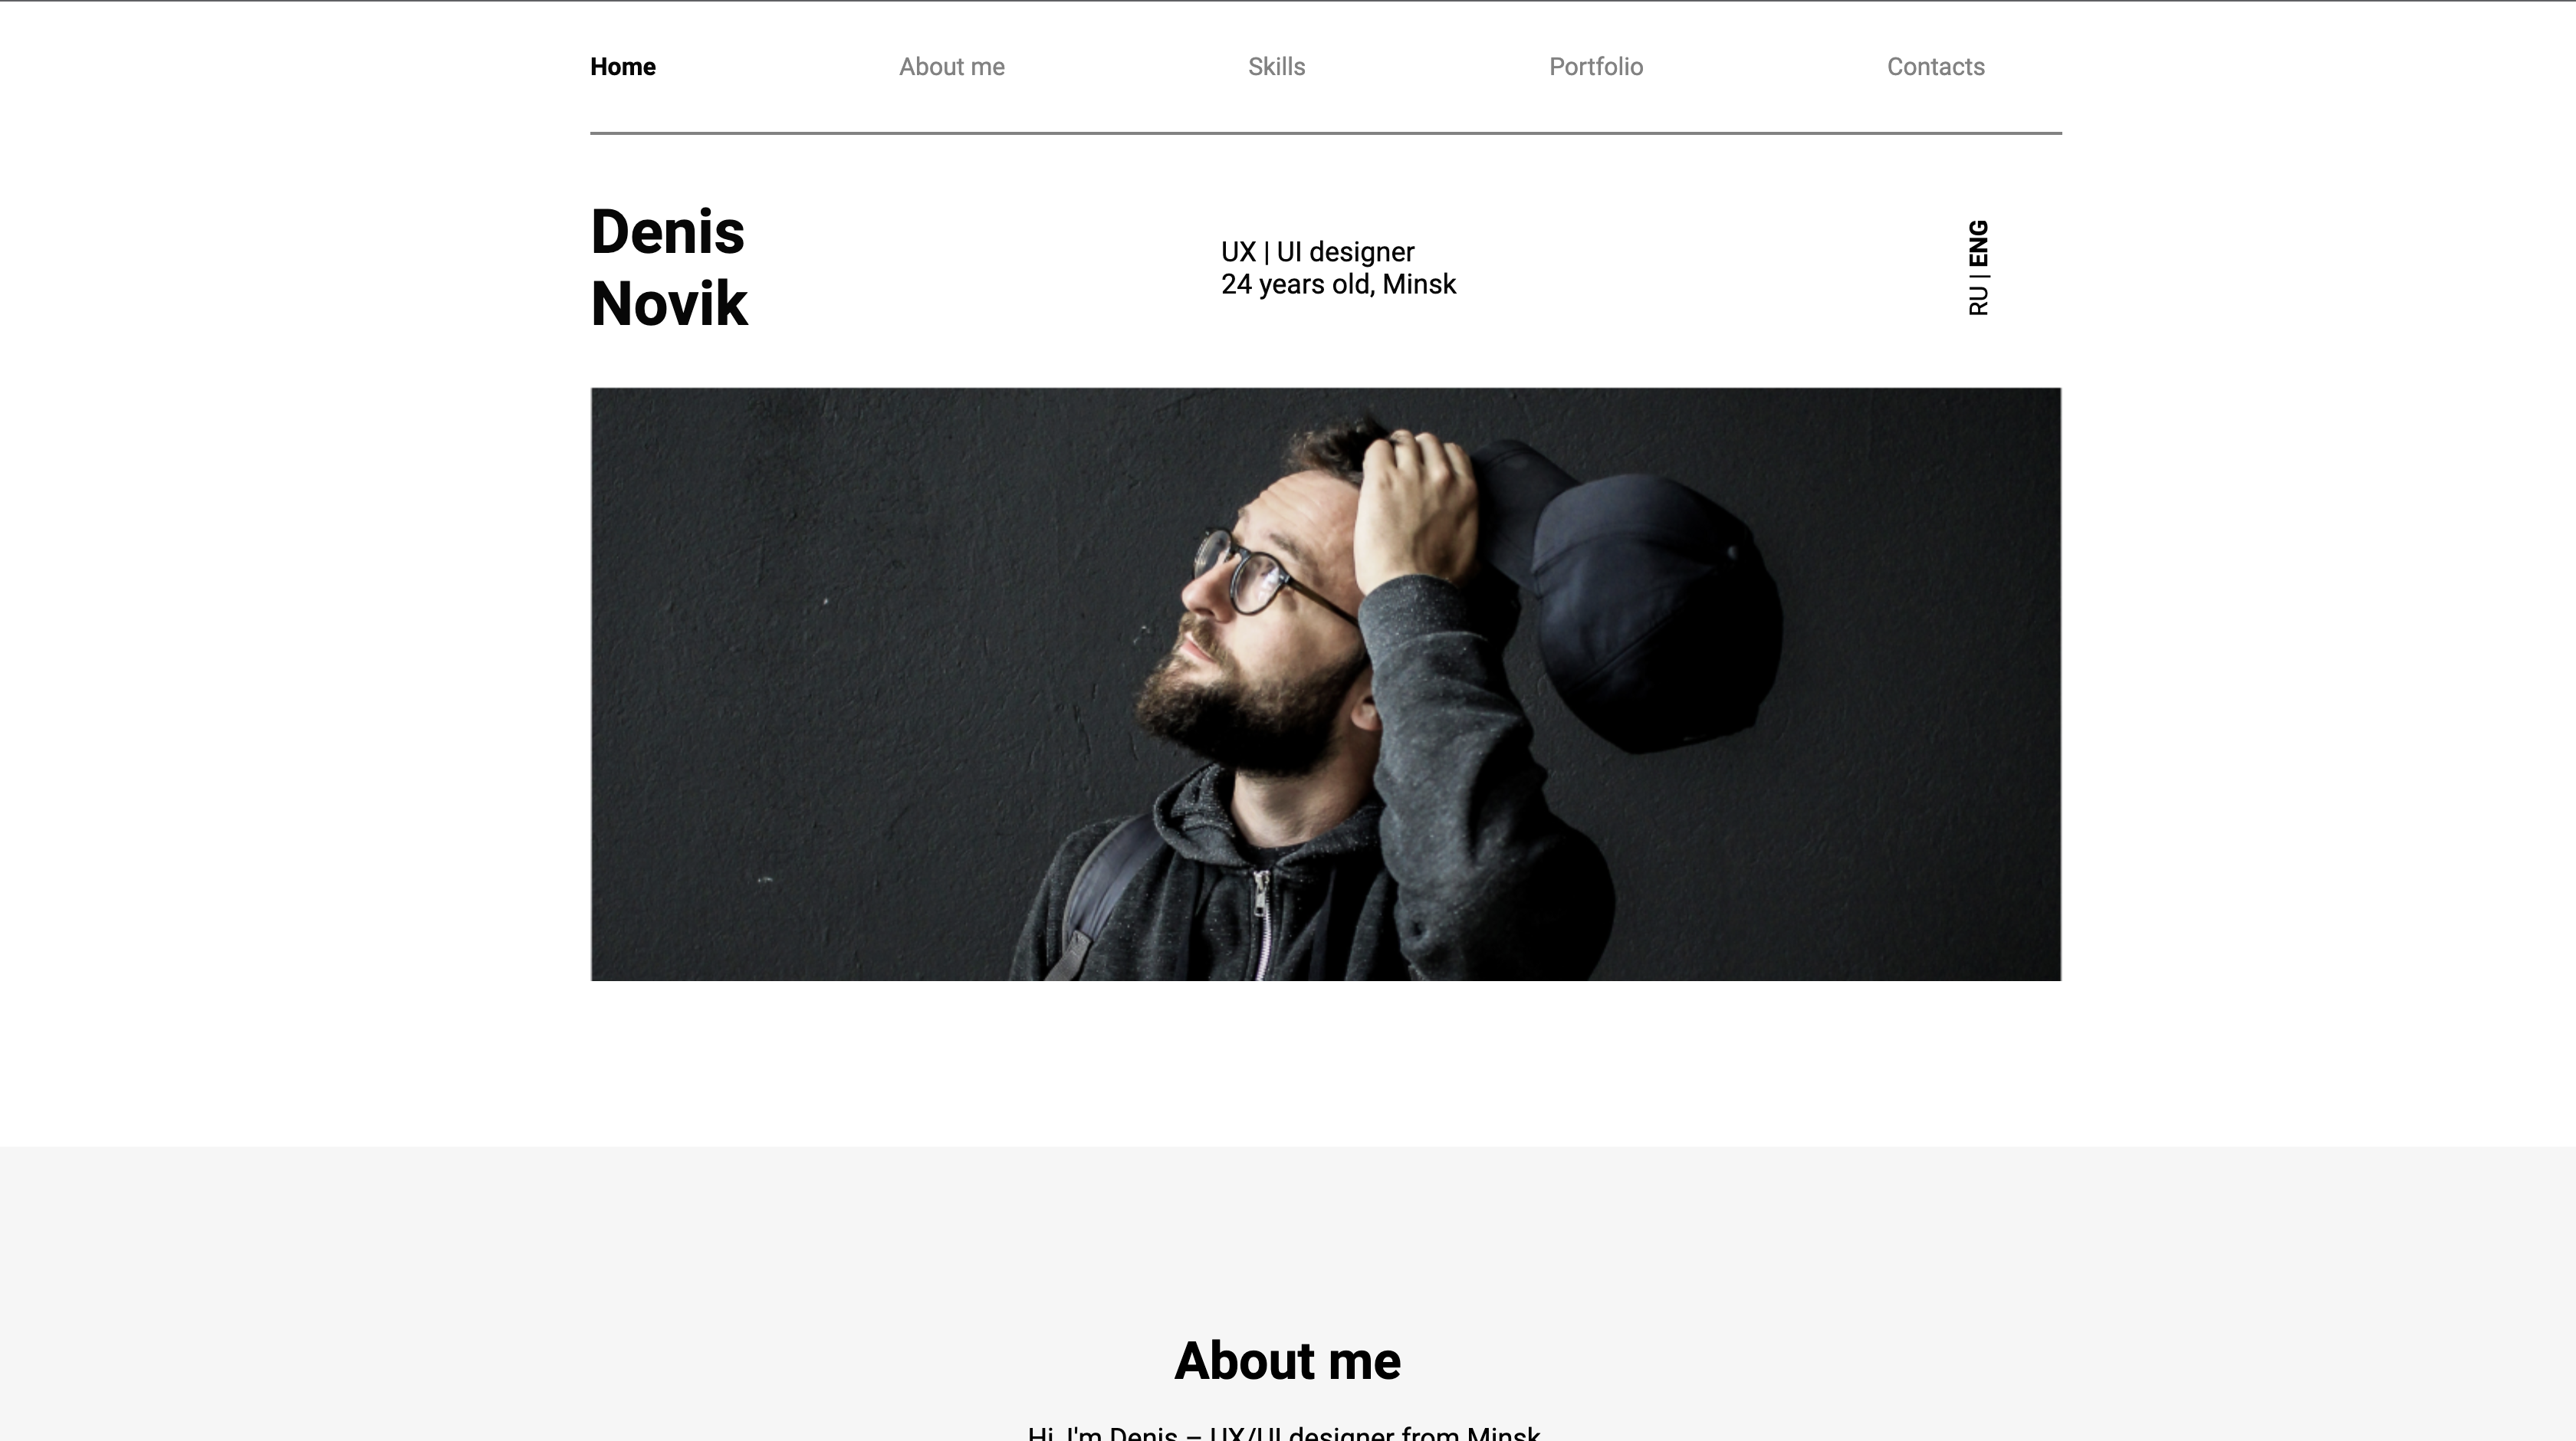 Home
About me
Skills
Portfolio
Contacts
Denis
Novik
UX | UI designer
24 years old, Minsk
RU | ENG
About me
Hi, I'm Denis – UX/UI designer from Minsk.